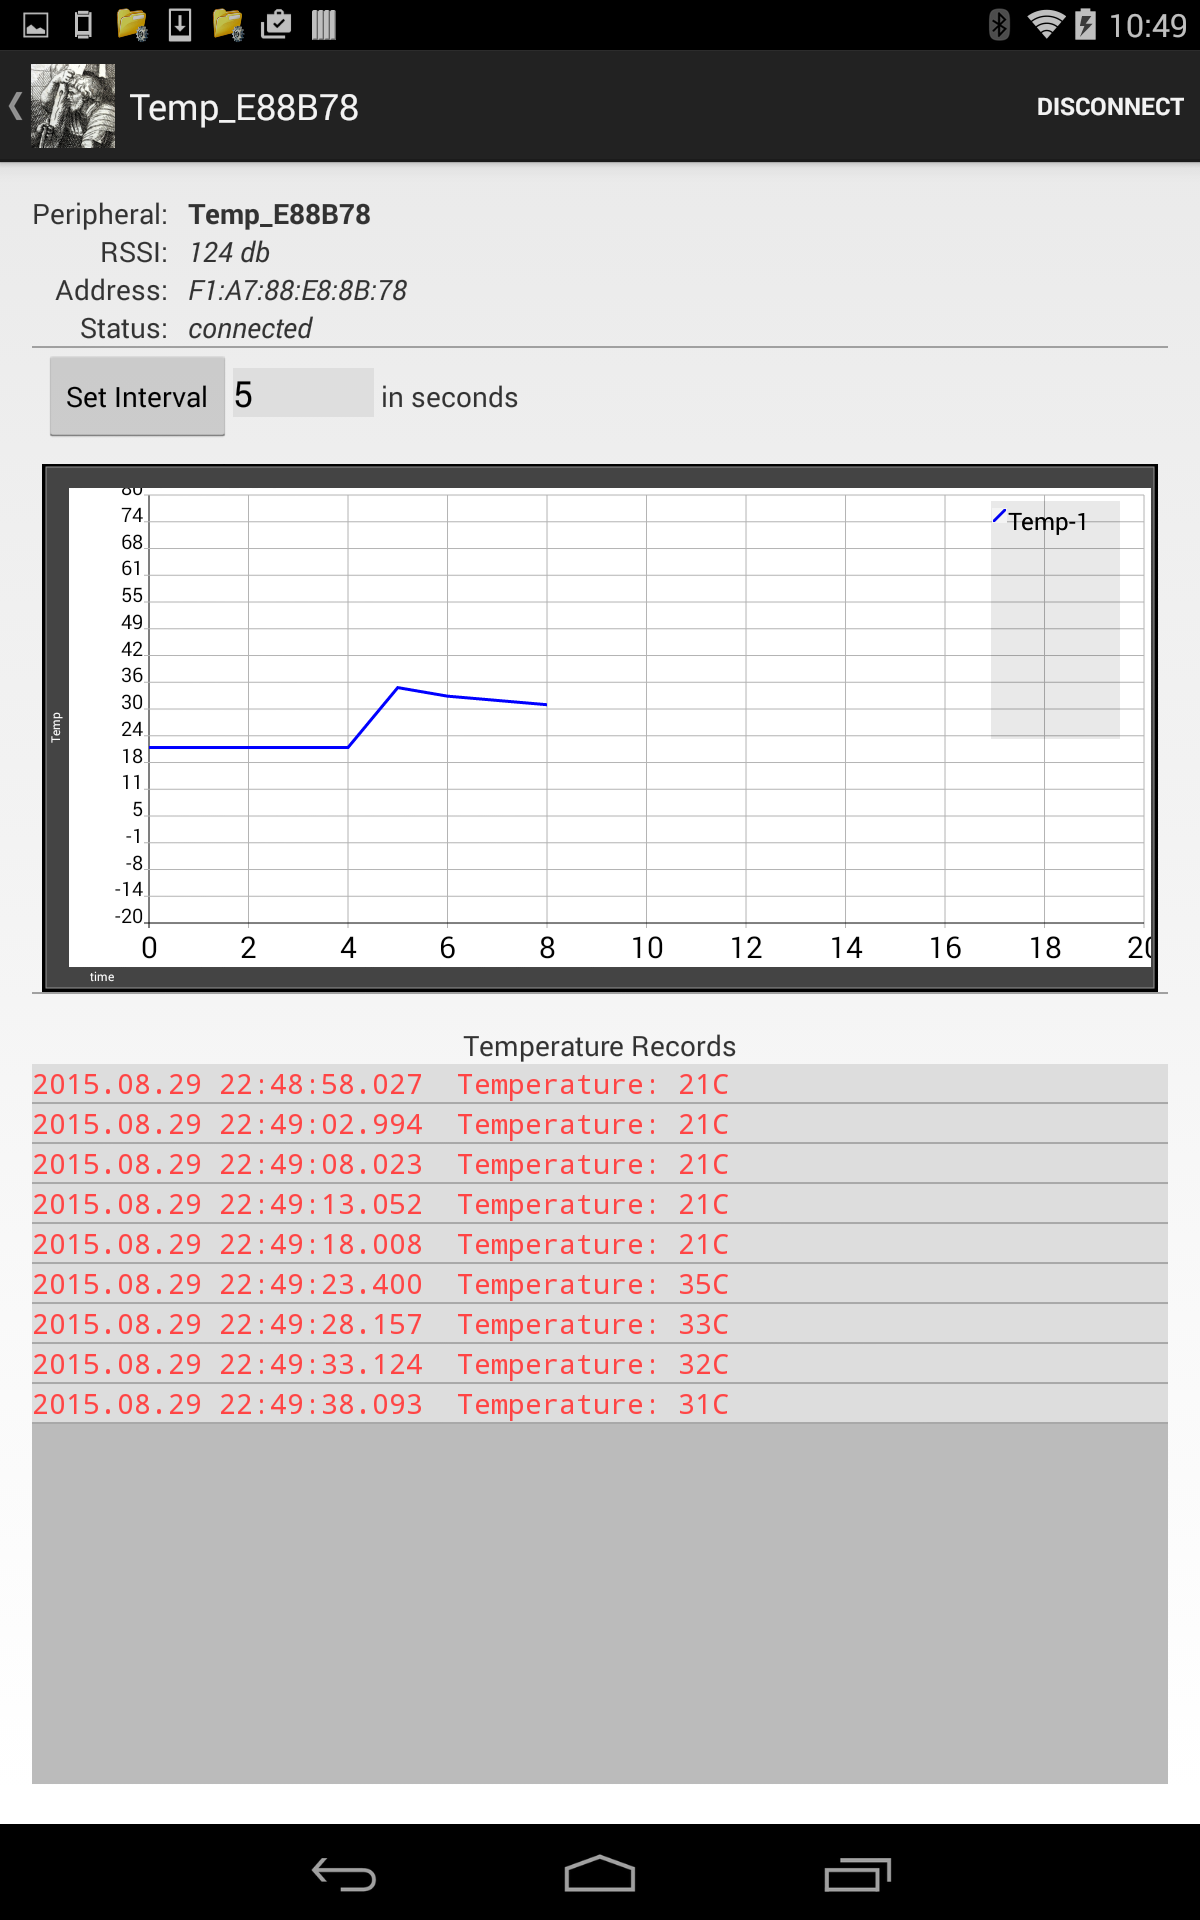 10:49
Temp_E88B78
DISCONNECT
Peripheral: Temp_E88B78
RSSI: 124 db
Address: F1:A7:88:E8:8B:78
Status: connected
Set Interval 5 in seconds
80
74
68
61
55
49
42
36
30
24
18
11
5
-1
-8
-14
-20
Temp-1
Temp
0 2 4 6 8 10 12 14 16 18 20
time
Temperature Records
2015.08.29 22:48:58.027 Temperature: 21C
2015.08.29 22:49:02.994 Temperature: 21C
2015.08.29 22:49:08.023 Temperature: 21C
2015.08.29 22:49:13.052 Temperature: 21C
2015.08.29 22:49:18.008 Temperature: 21C
2015.08.29 22:49:23.400 Temperature: 35C
2015.08.29 22:49:28.157 Temperature: 33C
2015.08.29 22:49:33.124 Temperature: 32C
2015.08.29 22:49:38.093 Temperature: 31C